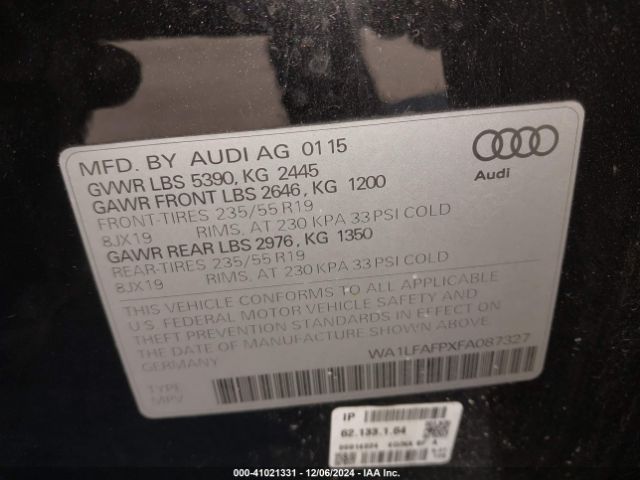 MFD. BY AUDI AG 01 15
GVWR LBS 5390, KG 2445
GAWR FRONT LBS 2646, KG 1200
FRONT-TIRES 235/55 R19
8JX19 RIMS, AT 230 KPA 33 PSI COLD
GAWR REAR LBS 2976, KG 1350
REAR-TIRES 235/55 R19
8JX19 RIMS, AT 230 KPA 33 PSI COLD
THIS VEHICLE CONFORMS TO ALL APPLICABLE
U.S. FEDERAL MOTOR VEHICLE SAFETY AND
THEFT PREVENTION STANDARDS IN EFFECT
ON THE DATE OF MANUFACTURE SHOWN ABOVE.
GERMANY
WA1LFAFPXFA087327
TYPE:
MPV
Audi
IP
62.133.1.54
000-41021331 - 12/06/2024 - IAA Inc.